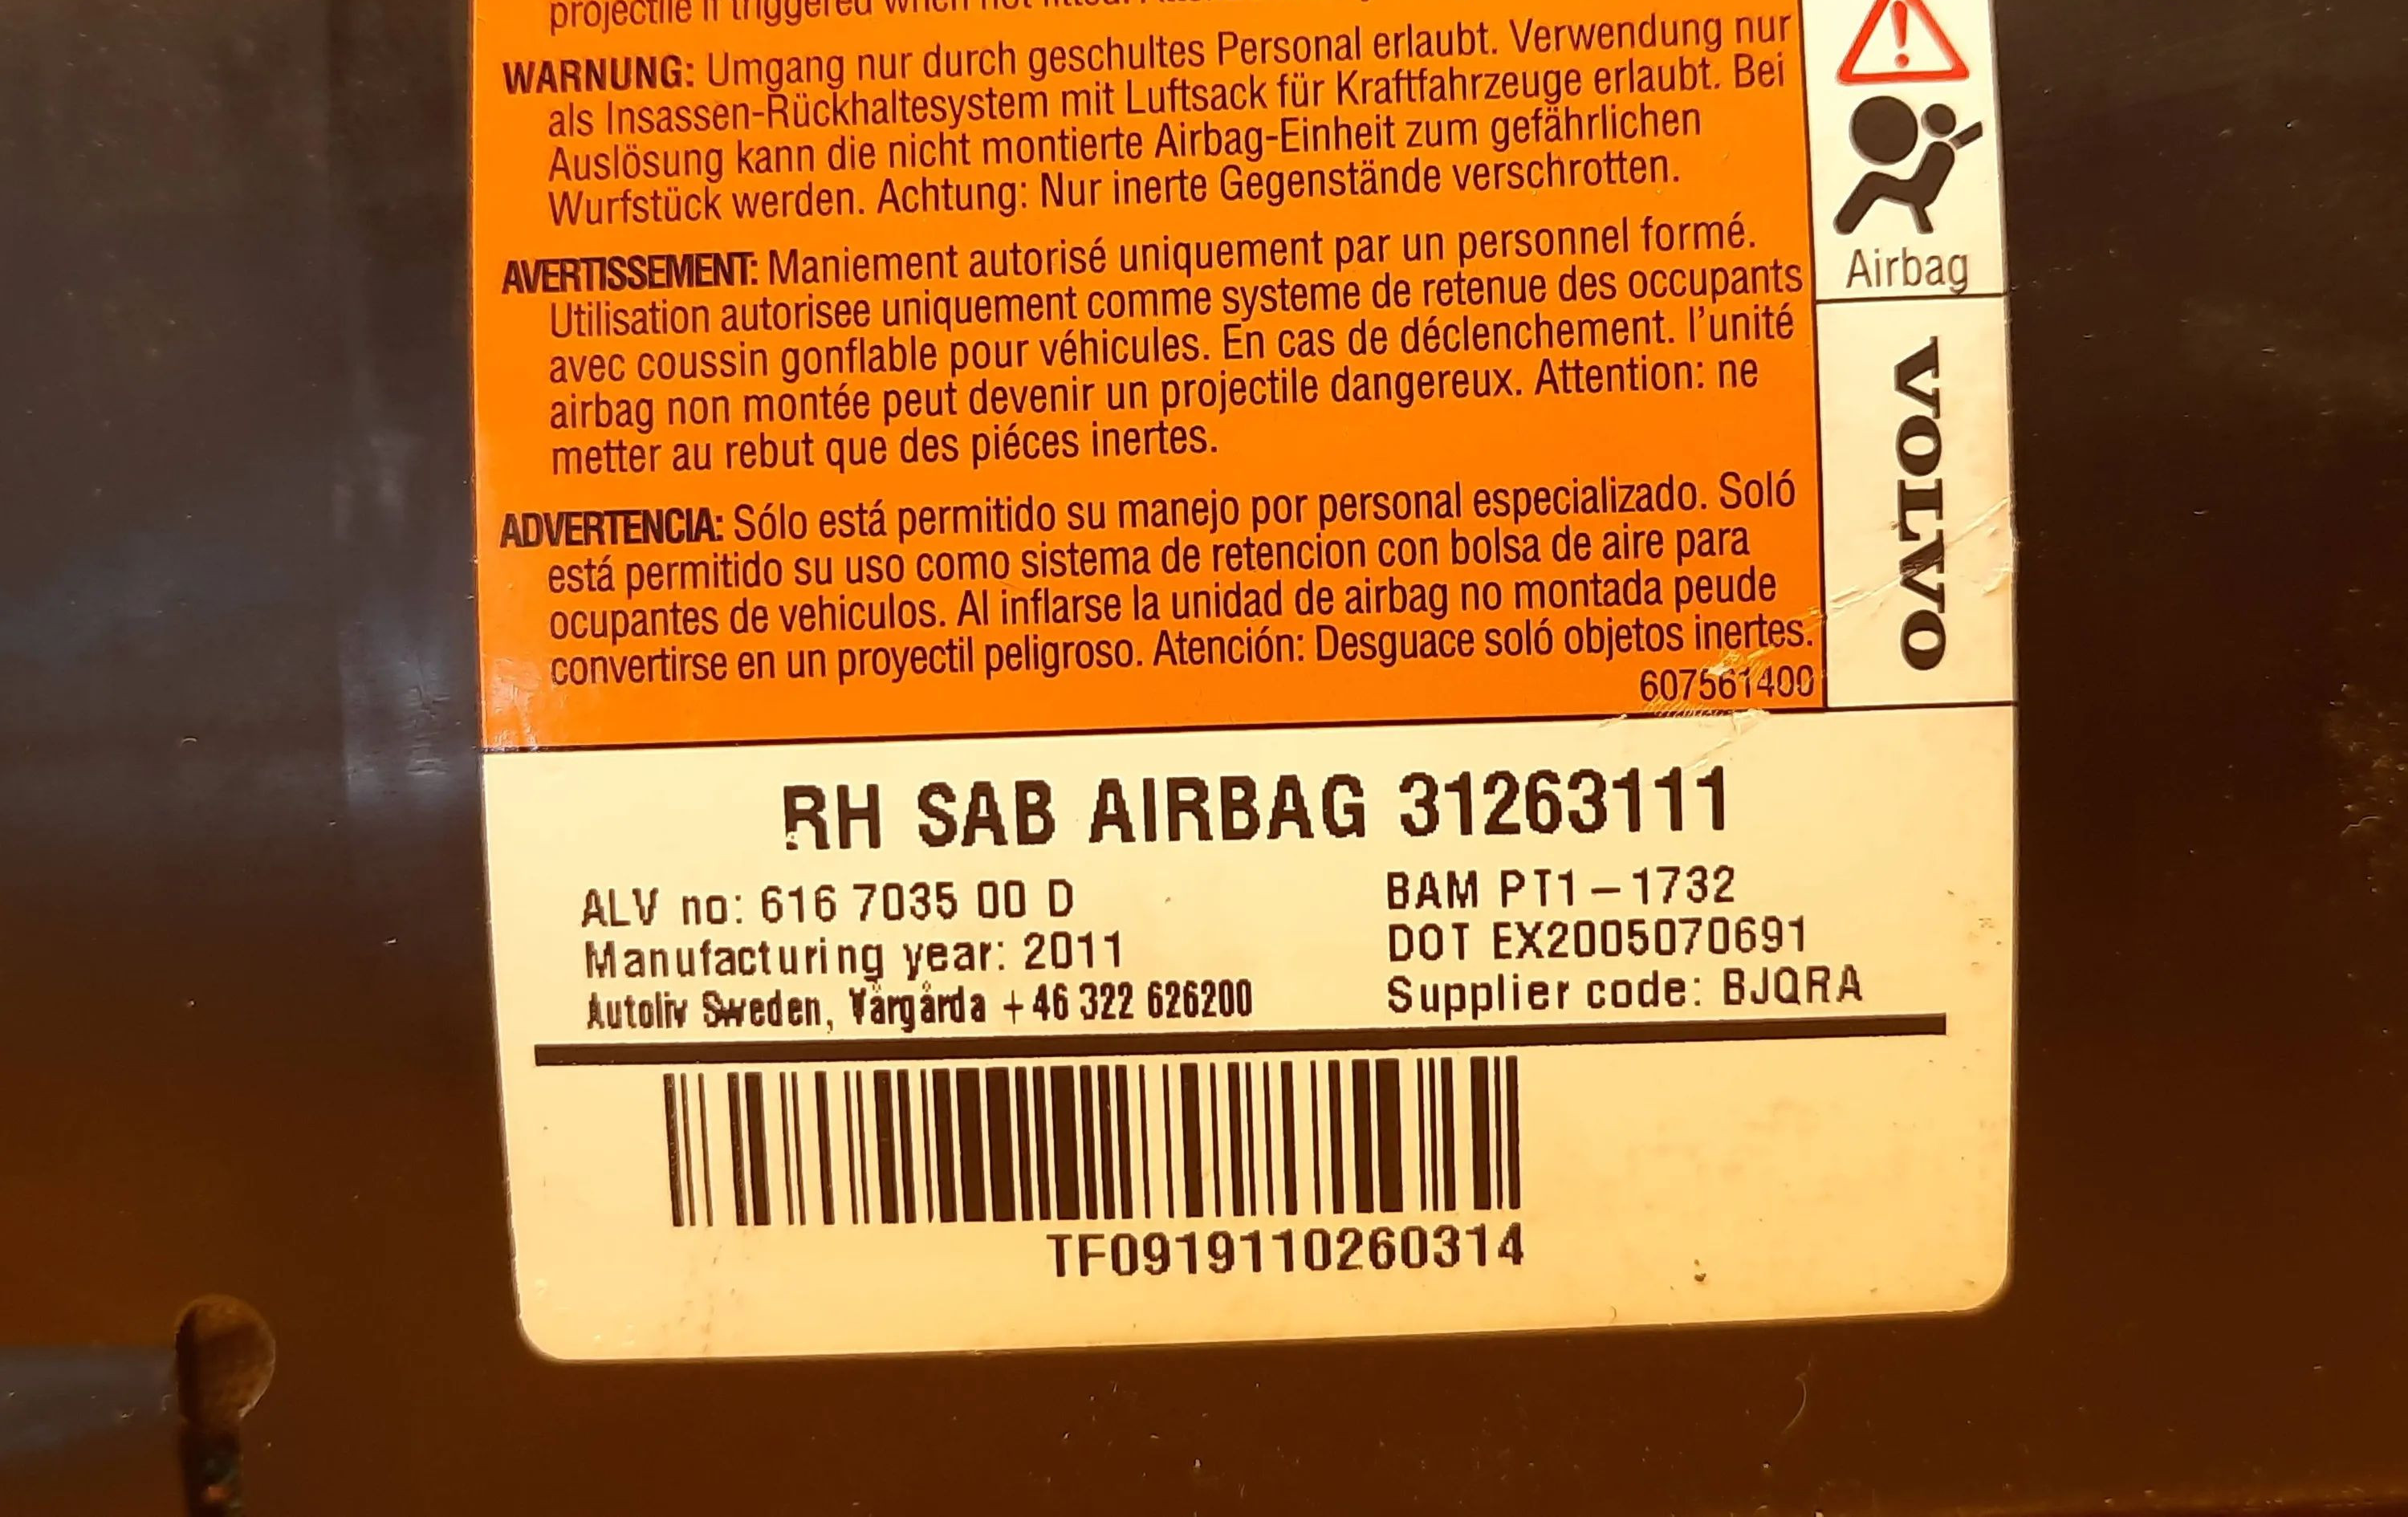 projectile if triggered when not fitted.
WARNUNG: Umgang nur durch geschultes Personal erlaubt. Verwendung nur
als Insassen-Rückhaltesystem mit Luftsack für Kraftfahrzeuge erlaubt. Bei
Auslösung kann die nicht montierte Airbag-Einheit zum gefährlichen
Wurfstück werden. Achtung: Nur inerte Gegenstände verschrotten.
AVERTISSEMENT: Maniement autorisé uniquement par un personnel formé.
Utilisation autorisee uniquement comme systeme de retenue des occupants
avec coussin gonflable pour véhicules. En cas de déclenchement. l'unité
airbag non montée peut devenir un projectile dangereux. Attention: ne
metter au rebut que des piéces inertes.
ADVERTENCIA: Sólo está permitido su manejo por personal especializado. Soló
está permitido su uso como sistema de retencion con bolsa de aire para
ocupantes de vehiculos. Al inflarse la unidad de airbag no montada peude
convertirse en un proyectil peligroso. Atención: Desguace soló objetos inertes.
607561400
Airbag
VOLVO
RH SAB AIRBAG 31263111
ALV no: 616 7035 00 D
Manufacturing year: 2011
Autoliv Sweden, Vårgårda +46 322 626200
BAM PT1-1732
DOT EX2005070691
Supplier code: BJQRA
TF0919110260314